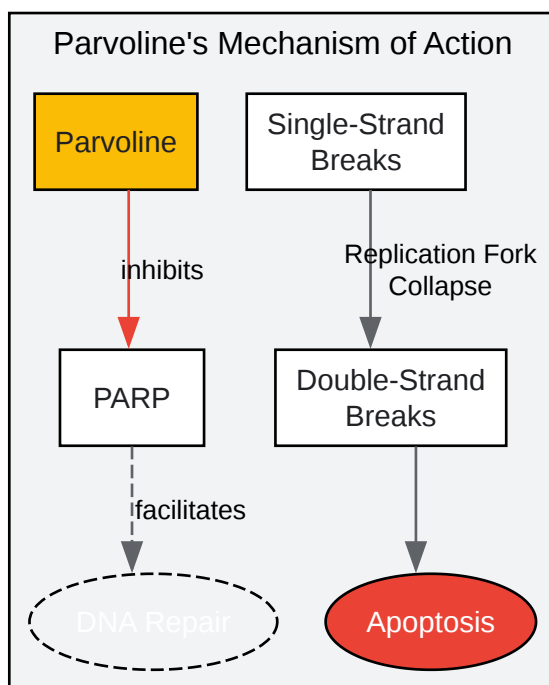 Parvoline's Mechanism of Action
Parvoline
Single-Strand
Breaks
inhibits
Replication Fork
Collapse
PARP
Double-Strand
Breaks
facilitates
DNA Repair
Apoptosis